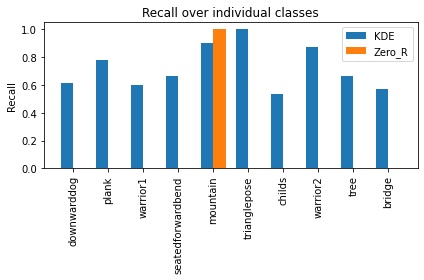 Recall over individual classes
Recall
1.0
0.8
0.6
0.4
0.2
0.0
KDE
Zero_R
downwarddog
plank
warrior1
seatedforwardbend
mountain
trianglepose
childs
warrior2
tree
bridge